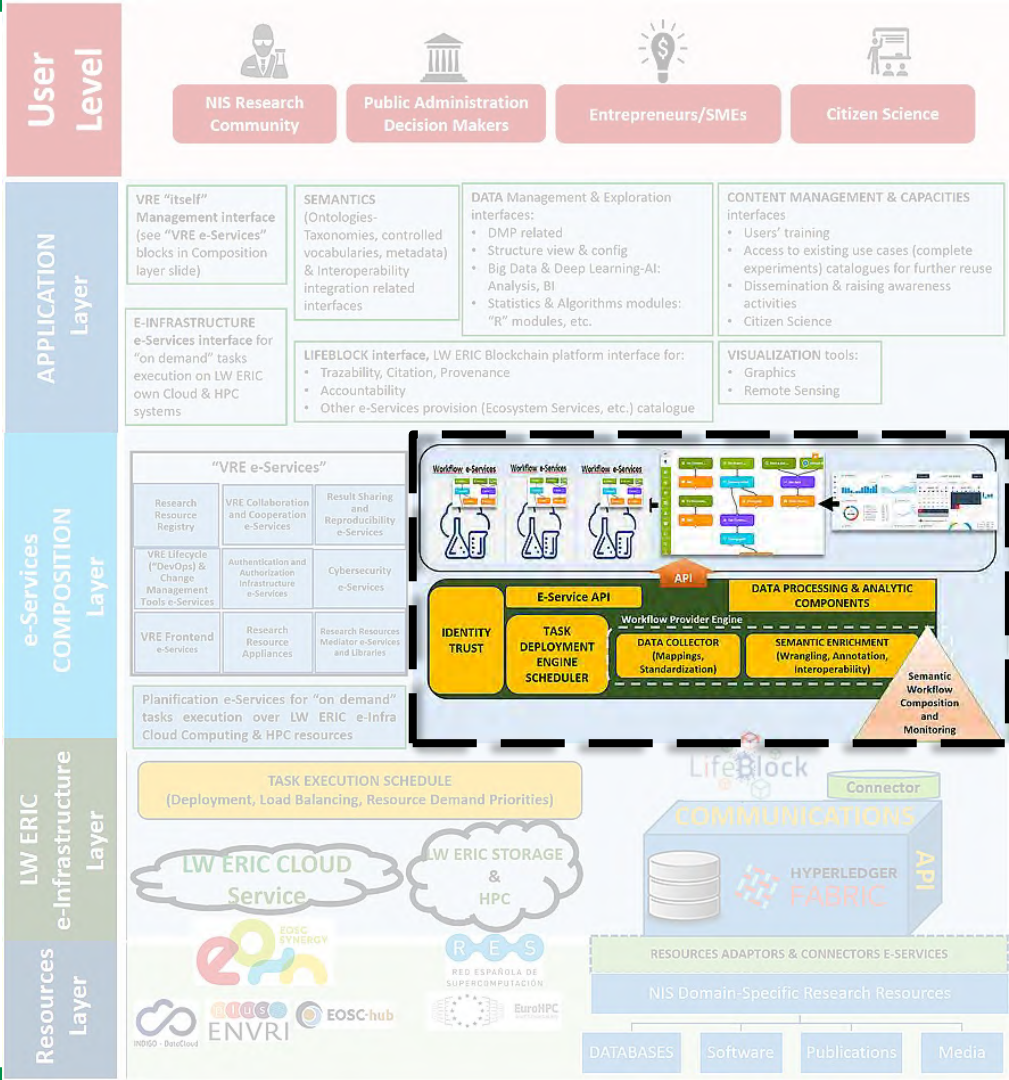 User
Level
NIS Research
Community
Public Administration
Decision Makers
Entrepreneurs/SMEs
Citizen Science
APPLICATION
Layer
VRE “itself”
Management interface
(see “VRE e-Services”
blocks in Composition
layer slide)
SEMANTICS
(Ontologies-
Taxonomies, controlled
vocabularies, metadata)
& Interoperability
integration related
interfaces
DATA Management & Exploration
interfaces:
• DMP related
• Structure view & config
• Big Data & Deep Learning-AI:
Analysis, BI
• Statistics & Algorithms modules:
“R” modules, etc.
CONTENT MANAGEMENT & CAPACITIES
interfaces
• Users’ training
• Access to existing use cases (complete
experiments) catalogues for further reuse
• Dissemination & raising awareness
activities
• Citizen Science
E-INFRASTRUCTURE
e-Services interface for
“on demand” tasks
execution on LW ERIC
own Cloud & HPC
systems
LIFEBLOCK interface, LW ERIC Blockchain platform interface for:
• Trazability, Citation, Provenance
• Accountability
• Other e-Services provision (Ecosystem Services, etc.) catalogue
VISUALIZATION tools:
• Graphics
• Remote Sensing
e-Services
COMPOSITION
Layer
“VRE e-Services”
Research
Resource
Registry
VRE Collaboration
and Cooperation
e-Services
Result Sharing
and
Reproducibility
e-Services
VRE Lifecycle
(“DevOps) &
Change
Management
Tools e-Services
Authentication and
Authorization
Infrastructure
e-Services
Cybersecurity
e-Services
VRE Frontend
e-Services
Research
Resource
Appliances
Research Resources
Mediator e-Services
and Libraries
Planification e-Services for “on demand”
tasks execution over LW ERIC e-Infra
Cloud Computing & HPC resources
Workflow e-Services
Workflow e-Services
Workflow e-Services
API
E-Service API
DATA PROCESSING & ANALYTIC
COMPONENTS
Workflow Provider Engine
IDENTITY
TRUST
TASK
DEPLOYMENT
ENGINE
SCHEDULER
DATA COLLECTOR
(Mappings,
Standardization)
SEMANTIC ENRICHMENT
(Wrangling, Annotation,
Interoperability)
Semantic
Workflow
Composition
and
Monitoring
LW ERIC
e-Infrastructure
Layer
TASK EXECUTION SCHEDULE
(Deployment, Load Balancing, Resource Demand Priorities)
LifeBlock
Connector
COMMUNICATIONS
API
HYPERLEDGER
FABRIC
LW ERIC CLOUD
Service
LW ERIC STORAGE
&
HPC
Resources
Layer
EOSC
SYNERGY
INDIGO - DataCloud
PLUS
ENVRI
EOSC-hub
RES
RED ESPAÑOLA DE
SUPERCOMPUTACIÓN
EuroHPC
RESOURCES ADAPTORS & CONNECTORS E-SERVICES
NIS Domain-Specific Research Resources
DATABASES
Software
Publications
Media